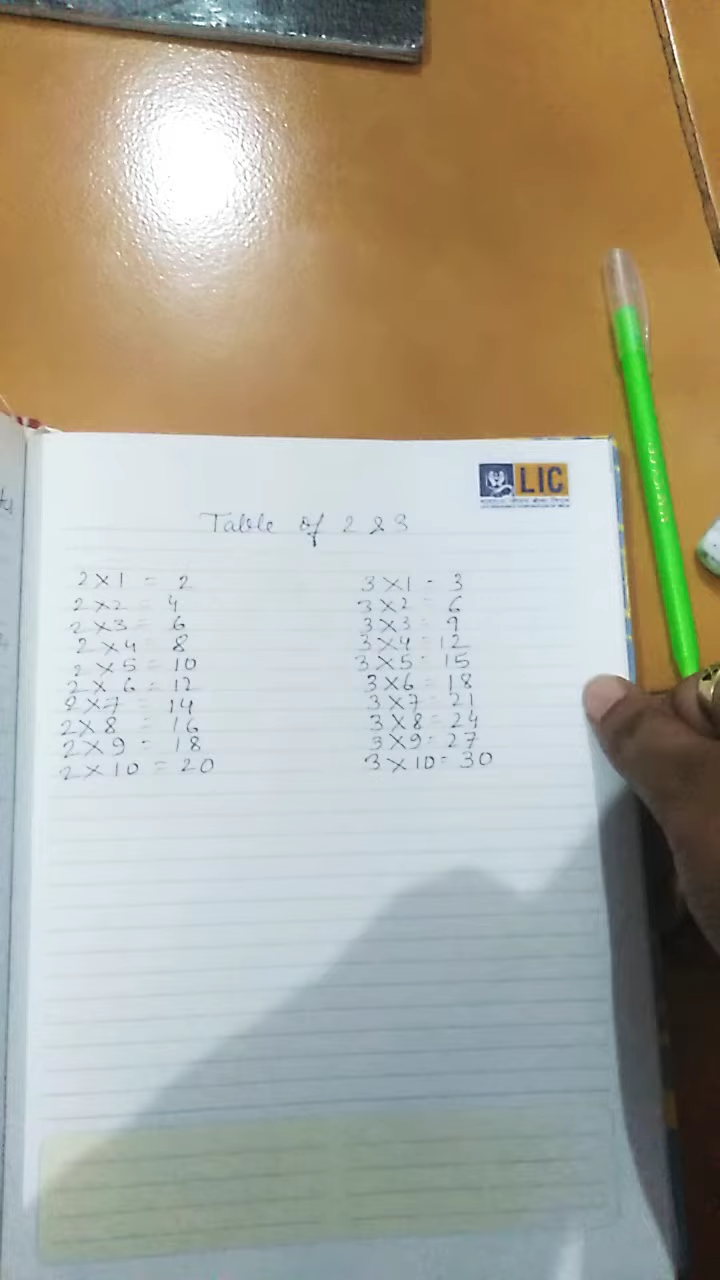 LIC
Table of 2 & 3
2 X 1 = 2
2 X 2 = 4
2 X 3 = 6
2 X 4 = 8
2 X 5 = 10
2 X 6 = 12
2 X 7 = 14
2 X 8 = 16
2 X 9 = 18
2 X 10 = 20
3 X 1 - 3
3 X 2 - 6
3 X 3 = 9
3 X 4 = 12
3 X 5 - 15
3 X 6 = 18
3 X 7 = 21
3 X 8 = 24
3 X 9 = 27
3 X 10 = 30